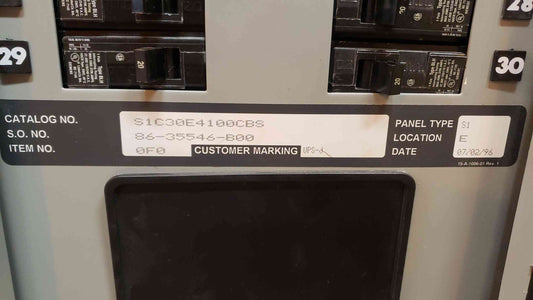 28
29
30
20
20
CATALOG NO. S1C30E4100CBS
S.O. NO. 86-35546-B00
ITEM NO. 0F0 CUSTOMER MARKING
PANEL TYPE S1
LOCATION E
DATE 07/02/96